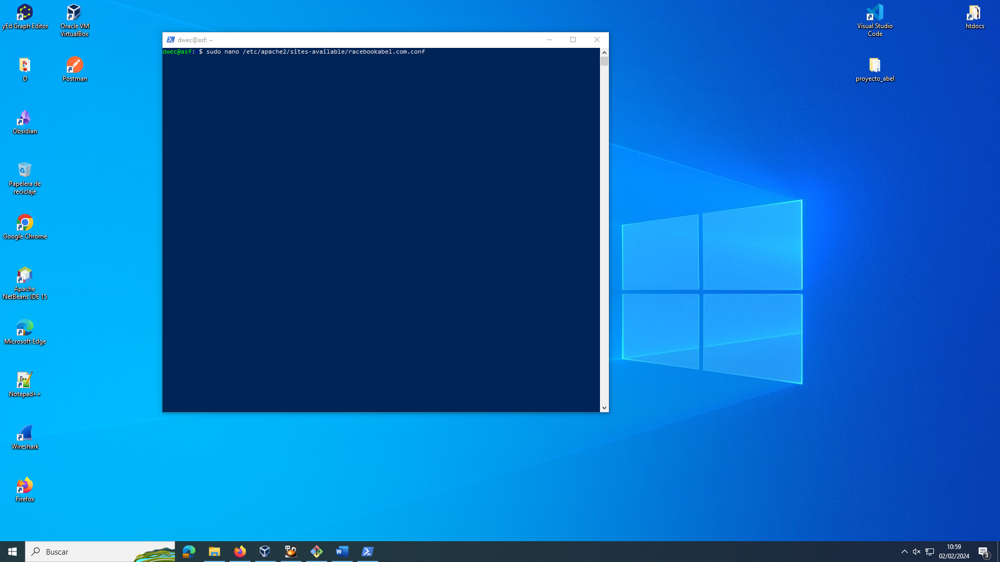 yEd Graph Editor
Oracle VM
VirtualBox
Visual Studio
Code
htdocs
dwec@asf: ~
dwec@asf: $ sudo nano /etc/apache2/sites-available/racebookabel.com.conf
D
Postman
proyecto_abel
Obsidian
Papelera de
reciclaje
Google Chrome
Apache
NetBeans IDE 15
Microsoft Edge
Notepad++
Wireshark
Firefox
Buscar
10:59
02/02/2024
3